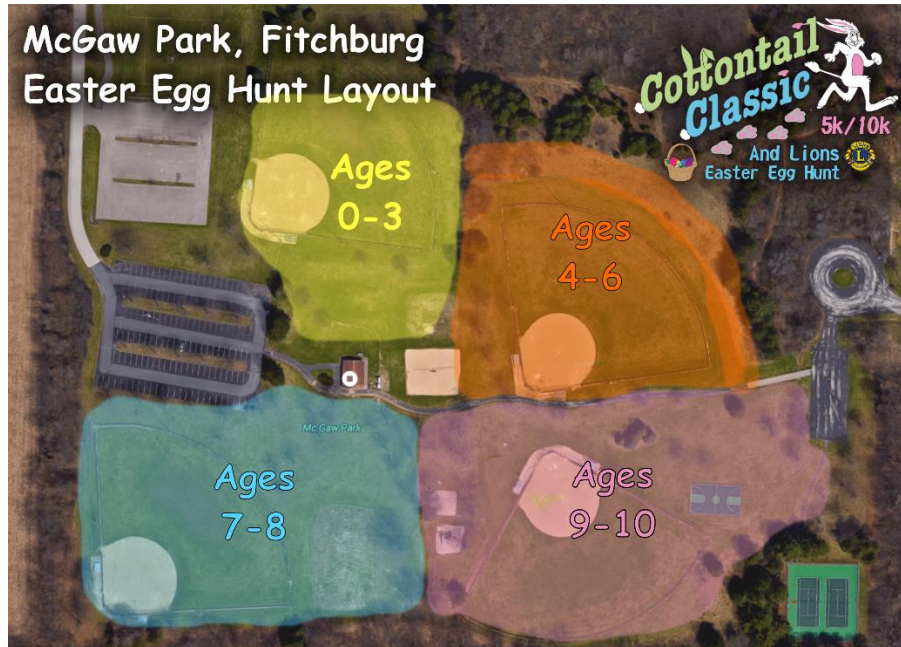 McGaw Park, Fitchburg
Easter Egg Hunt Layout
Cottontail
Classic
5k/10k
And Lions
Easter Egg Hunt
L
Ages
0-3
Ages
4-6
Mc Gaw Park
Ages
7-8
Ages
9-10